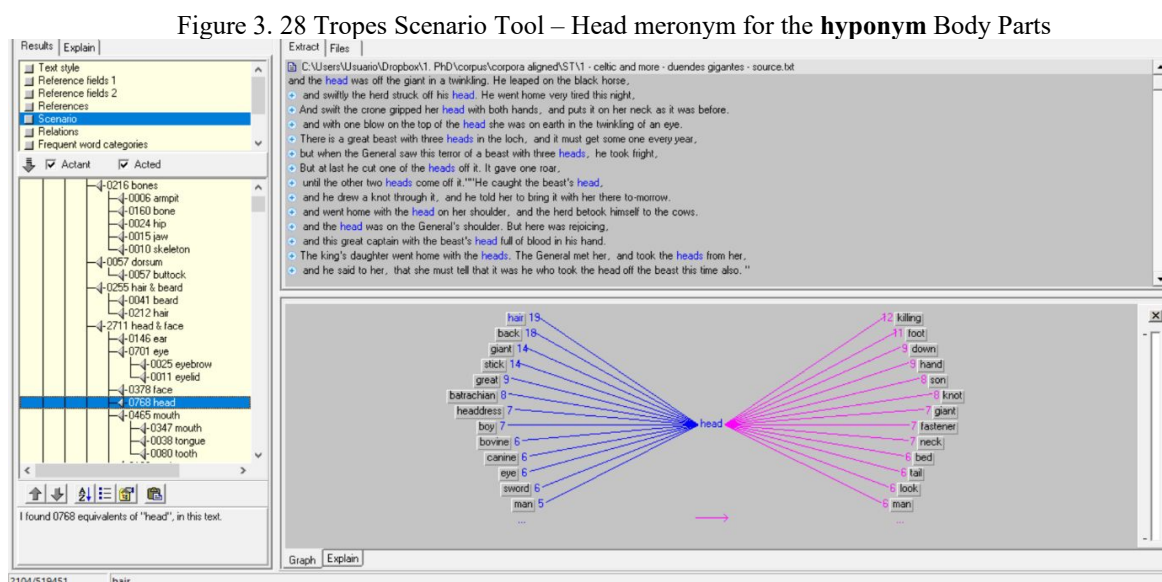 Figure 3. 28 Tropes Scenario Tool – Head meronym for the hyponym Body Parts
Results Explain
Text style
Reference fields 1
Reference fields 2
References
Scenario
Relations
Frequent word categories
Actant Acted
0216 bones
0006 armpit
0160 bone
0024 hip
0015 jaw
0010 skeleton
0057 dorsum
0057 buttock
0255 hair & beard
0041 beard
0212 hair
2711 head & face
0146 ear
0701 eye
0025 eyebrow
0011 eyelid
0378 face
0768 head
0465 mouth
0347 mouth
0038 tongue
0080 tooth
I found 0768 equivalents of "head", in this text.
Extract Files
C:\Users\Usuario\Dropbox\1. PhD\corpus\corpora aligned\ST\1 - celtic and more - duendes gigantes - source.txt
and the head was off the giant in a twinkling. He leaped on the black horse,
and swiftly the herd struck off his head. He went home very tired this night,
And swift the crone gripped her head with both hands, and puts it on her neck as it was before.
and with one blow on the top of the head she was on earth in the twinkling of an eye.
There is a great beast with three heads in the loch, and it must get some one every year,
but when the General saw this terror of a beast with three heads, he took fright,
But at last he cut one of the heads off it. It gave one roar,
until the other two heads come off it.""He caught the beast's head,
and he drew a knot through it, and he told her to bring it with her there to-morrow.
and went home with the head on her shoulder, and the herd betook himself to the cows.
and the head was on the General's shoulder. But here was rejoicing,
and this great captain with the beast's head full of blood in his hand.
The king's daughter went home with the heads. The General met her, and took the heads from her,
and he said to her, that she must tell that it was he who took the head off the beast this time also. "
hair 19
back 18
giant 14
stick 14
great 9
batrachian 8
headdress 7
boy 7
bovine 6
canine 6
eye 6
sword 6
man 5
...
head
12 killing
11 foot
9 down
9 hand
8 son
8 knot
7 giant
7 fastener
7 neck
6 bed
6 tail
6 look
6 man
...
Graph Explain
2104/519451 hair